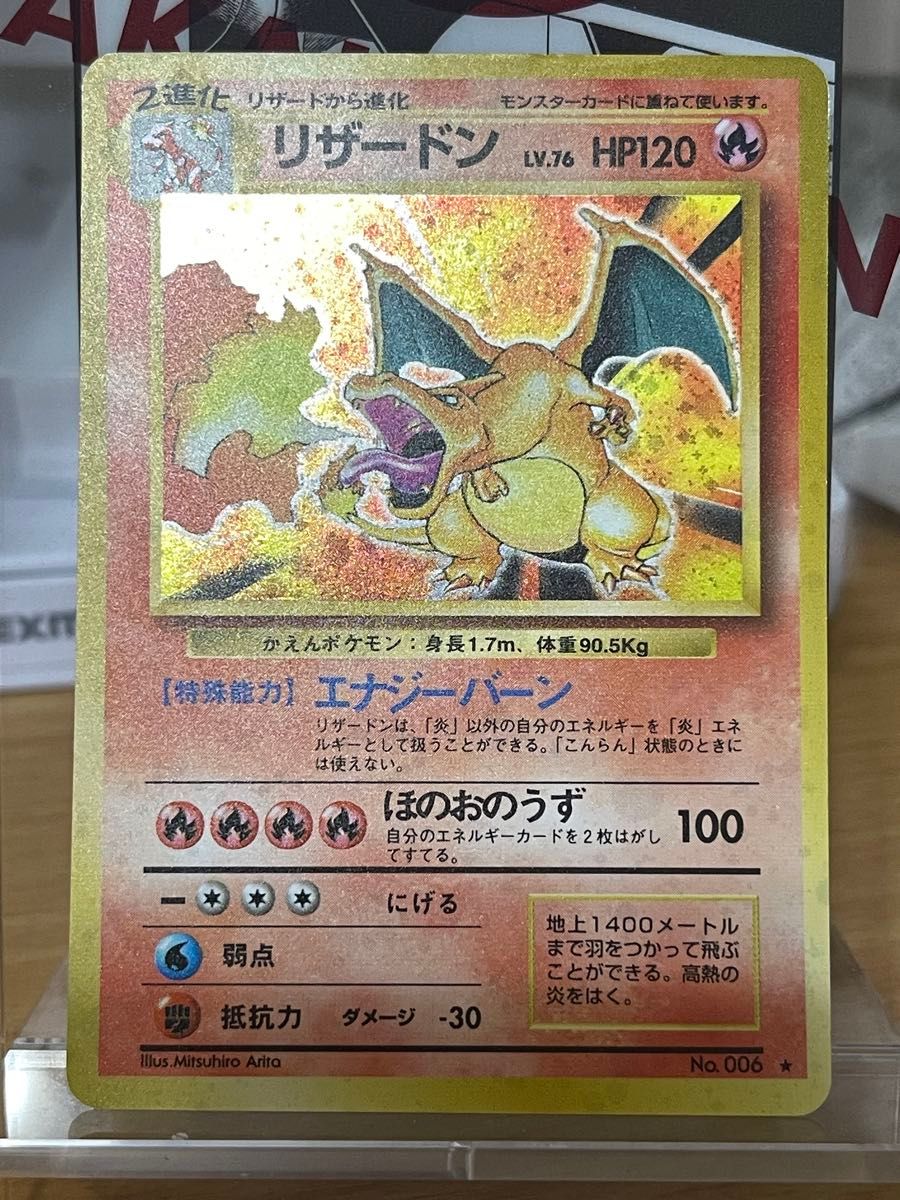 2進化 リザードから進化 モンスターカードに重ねて使います。
リザードン LV.76 HP120
かえんポケモン：身長1.7m、体重90.5Kg
【特殊能力】 エナジーバーン
リザードンは、「炎」以外の自分のエネルギーを「炎」エネ
ルギーとして扱うことができる。「こんらん」状態のときに
は使えない。
ほのおのうず 100
自分のエネルギーカードを2枚はがし
てすてる。
にげる
弱点
抵抗力 ダメージ -30
地上1400メートル
まで羽をつかって飛ぶ
ことができる。高熱の
炎をはく。
Illus.Mitsuhiro Arita No. 006 ★